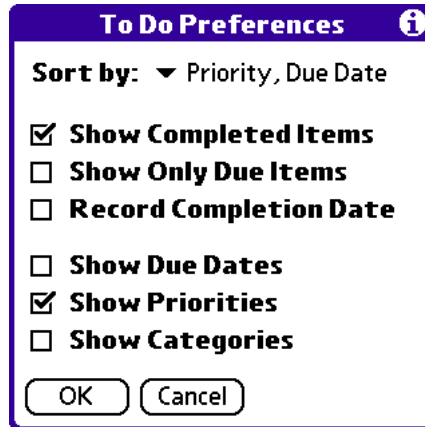 To Do Preferences
Sort by: Priority, Due Date
Show Completed Items
Show Only Due Items
Record Completion Date
Show Due Dates
Show Priorities
Show Categories
OK Cancel